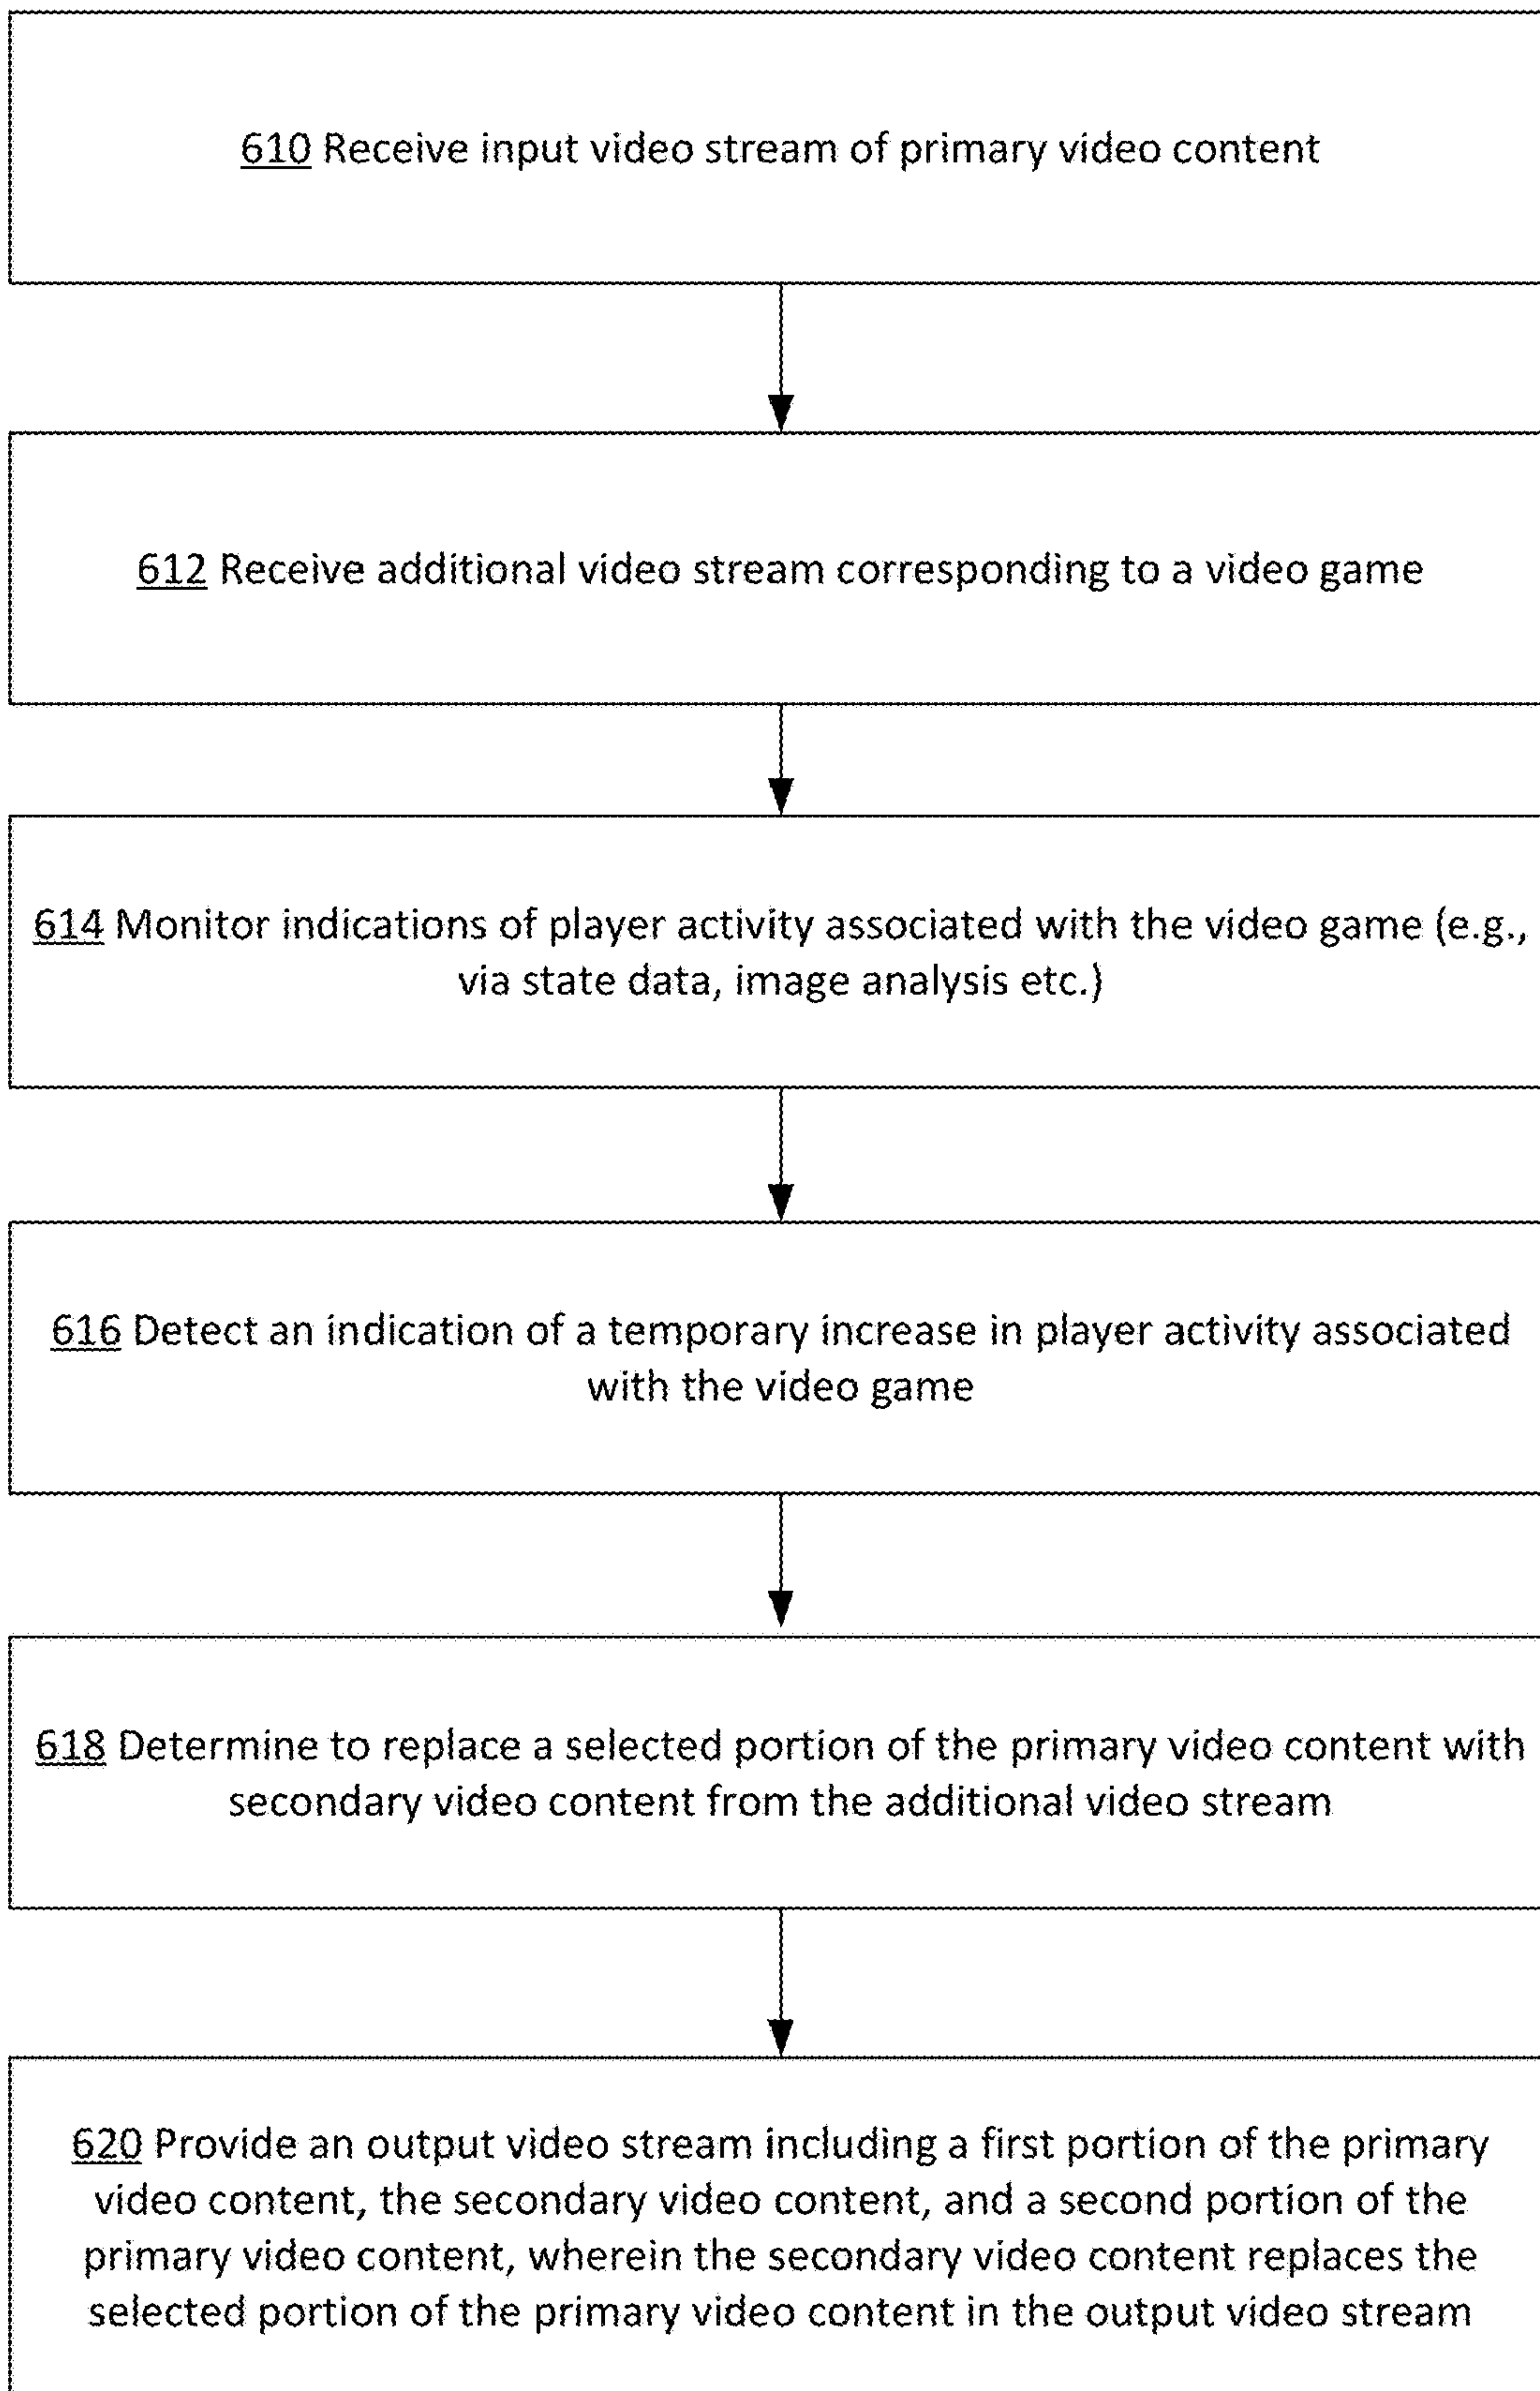 610 Receive input video stream of primary video content
612 Receive additional video stream corresponding to a video game
614 Monitor indications of player activity associated with the video game (e.g.,
via state data, image analysis etc.)
616 Detect an indication of a temporary increase in player activity associated
with the video game
618 Determine to replace a selected portion of the primary video content with
secondary video content from the additional video stream
620 Provide an output video stream including a first portion of the primary
video content, the secondary video content, and a second portion of the
primary video content, wherein the secondary video content replaces the
selected portion of the primary video content in the output video stream